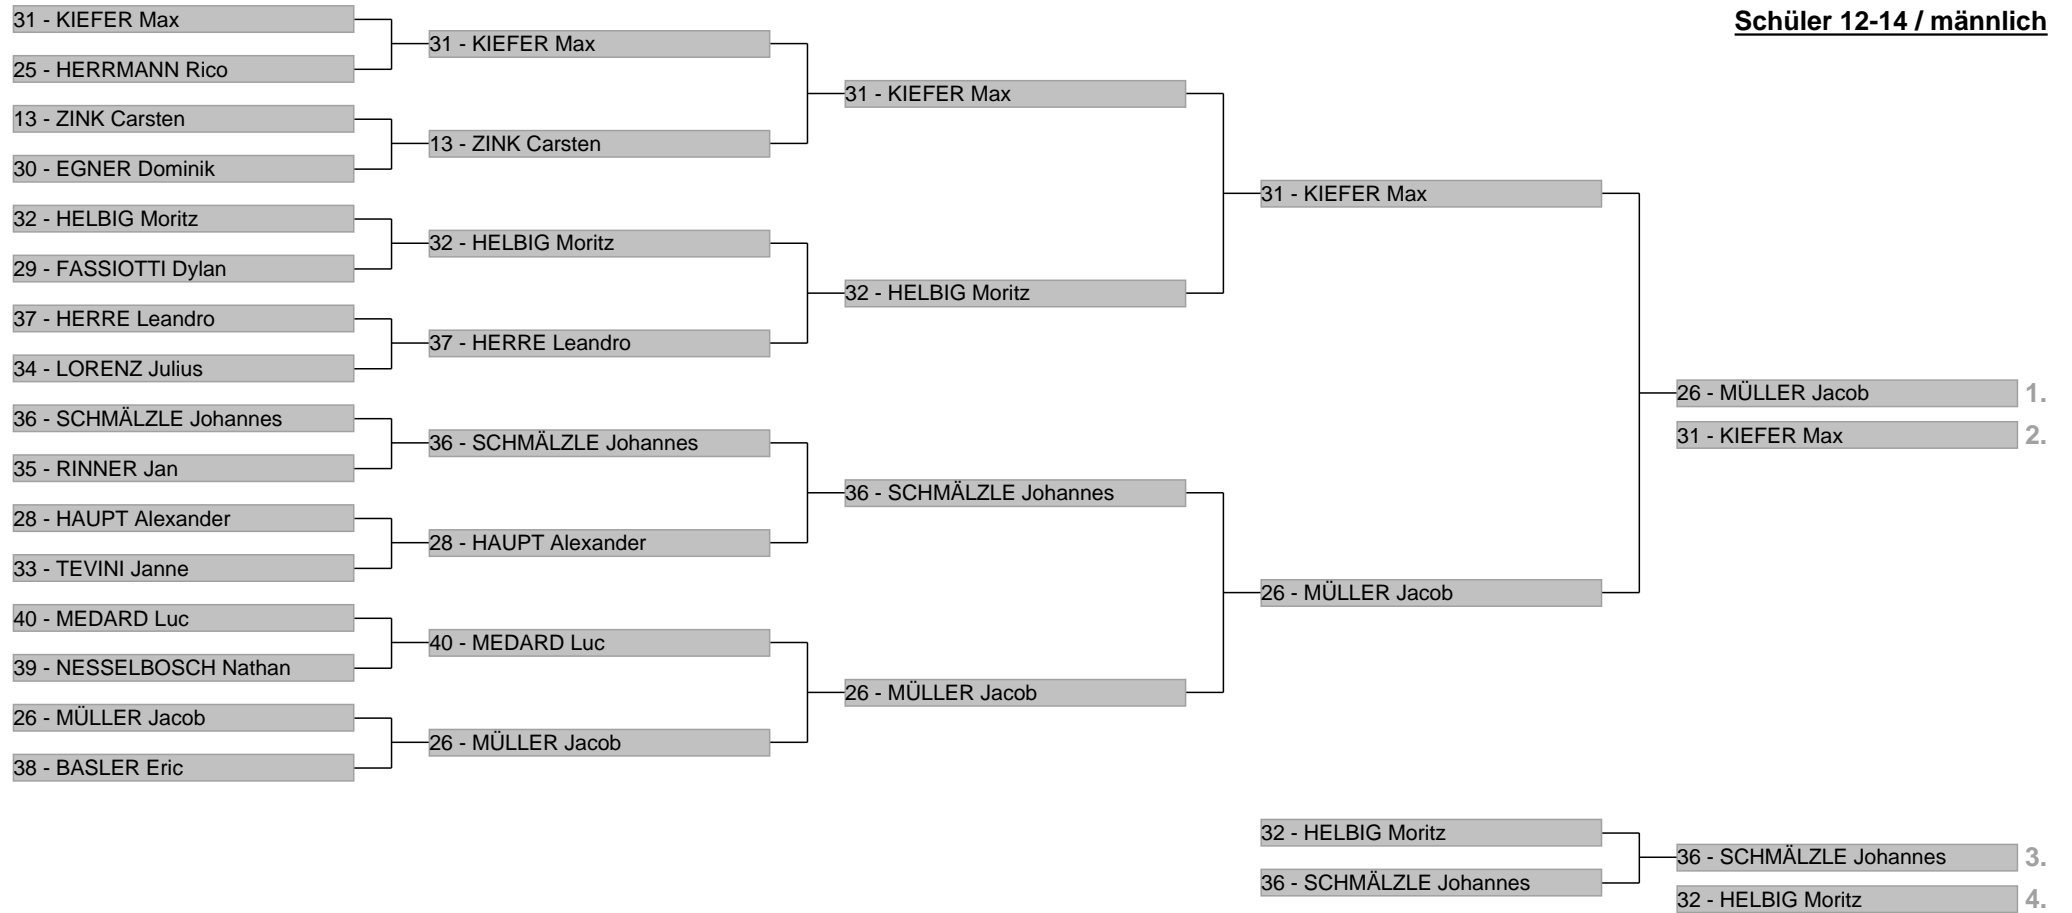 Schüler 12-14 / männlich
31 - KIEFER Max
25 - HERRMANN Rico
13 - ZINK Carsten
30 - EGNER Dominik
32 - HELBIG Moritz
29 - FASSIOTTI Dylan
37 - HERRE Leandro
34 - LORENZ Julius
36 - SCHMÄLZLE Johannes
35 - RINNER Jan
28 - HAUPT Alexander
33 - TEVINI Janne
40 - MEDARD Luc
39 - NESSELBOSCH Nathan
26 - MÜLLER Jacob
38 - BASLER Eric
31 - KIEFER Max
13 - ZINK Carsten
32 - HELBIG Moritz
37 - HERRE Leandro
36 - SCHMÄLZLE Johannes
28 - HAUPT Alexander
40 - MEDARD Luc
26 - MÜLLER Jacob
31 - KIEFER Max
32 - HELBIG Moritz
36 - SCHMÄLZLE Johannes
26 - MÜLLER Jacob
31 - KIEFER Max
26 - MÜLLER Jacob
26 - MÜLLER Jacob 1.
31 - KIEFER Max 2.
32 - HELBIG Moritz
36 - SCHMÄLZLE Johannes
36 - SCHMÄLZLE Johannes 3.
32 - HELBIG Moritz 4.